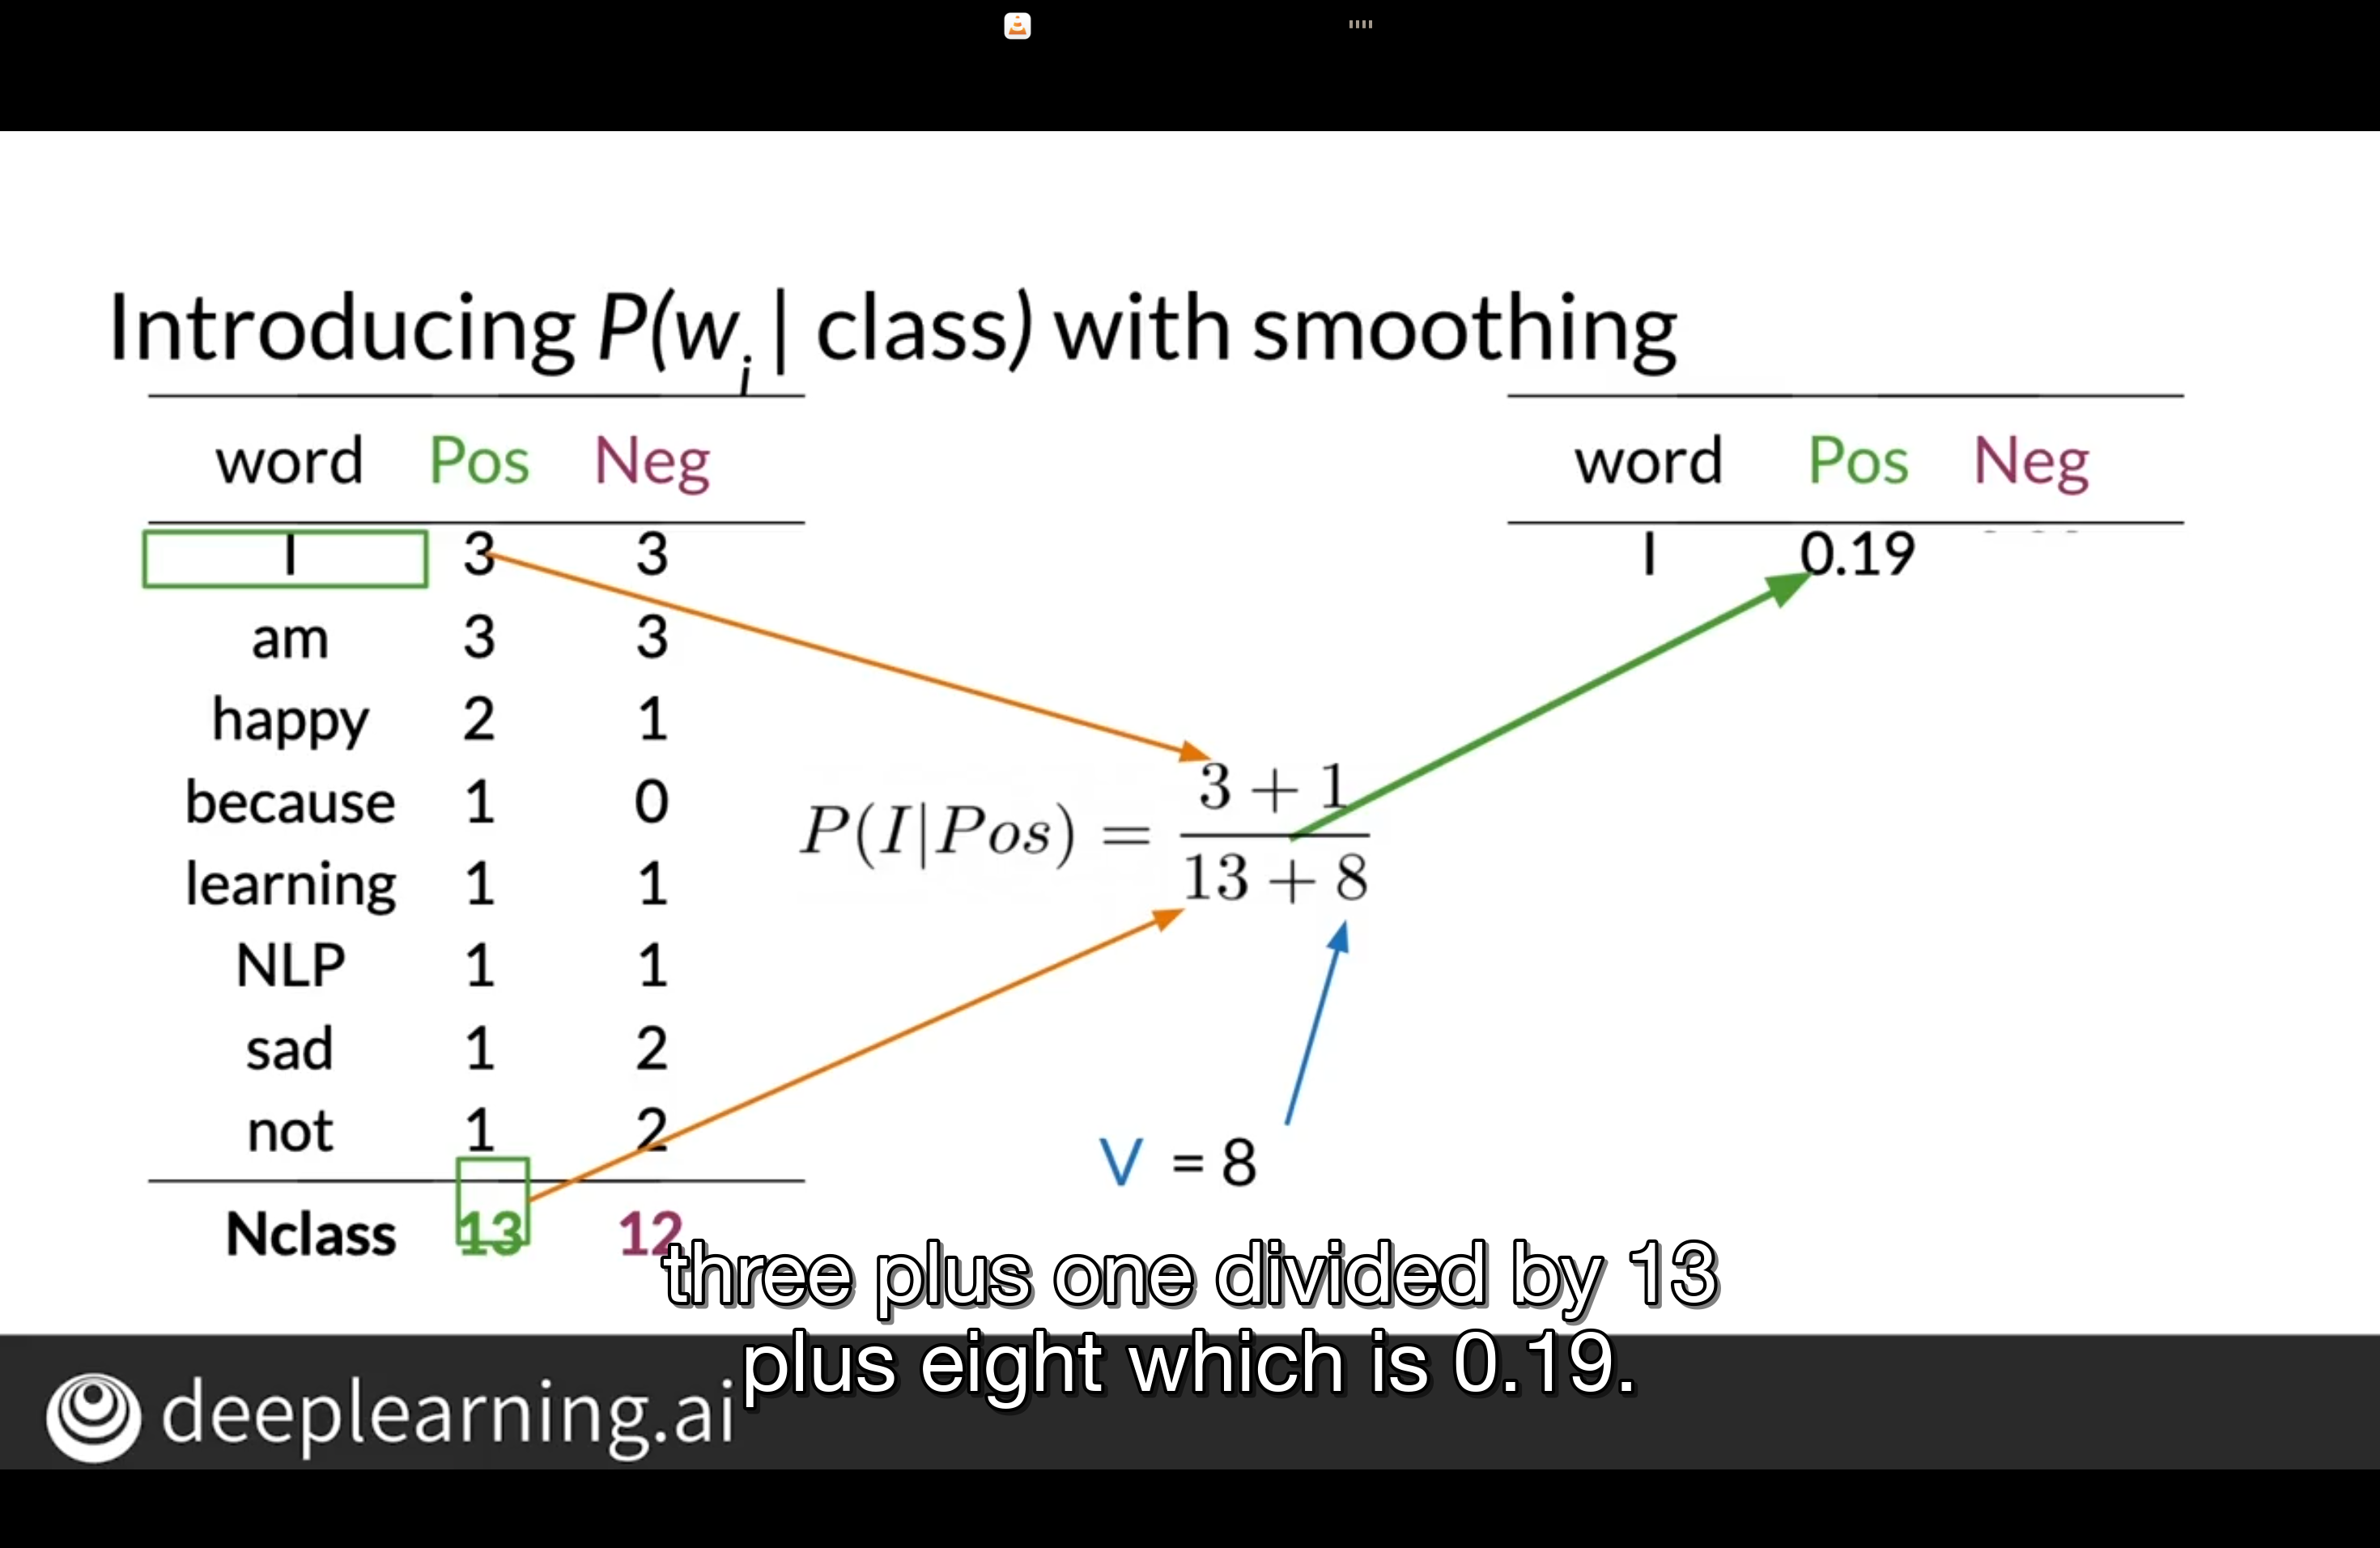 Introducing P(wi | class) with smoothing
word Pos Neg
I 3 3
am 3 3
happy 2 1
because 1 0
learning 1 1
NLP 1 1
sad 1 2
not 1 2
Nclass 13 12
P(I|Pos) = 3 + 1
13 + 8
V = 8
word Pos Neg
I 0.19
three plus one divided by 13
plus eight which is 0.19.
deeplearning.ai